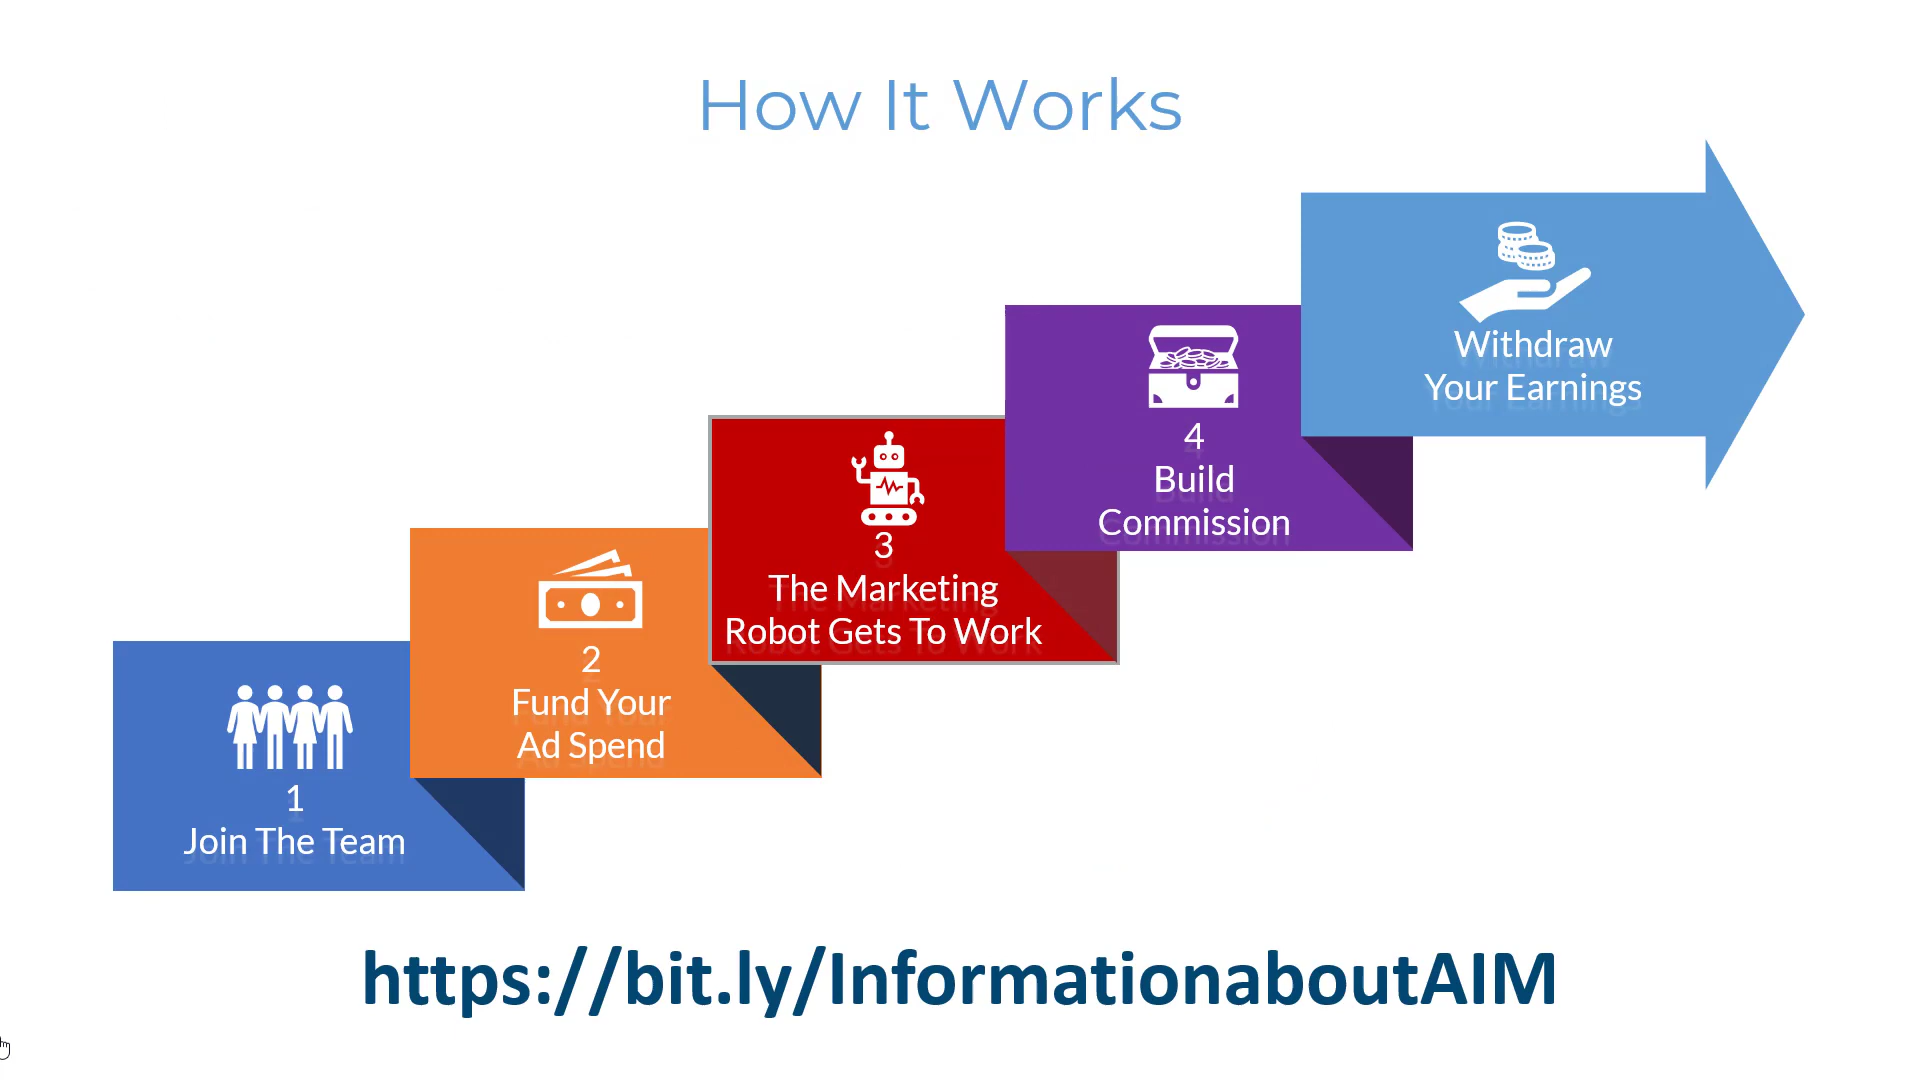 How It Works
1
Join The Team
2
Fund Your
Ad Spend
3
The Marketing
Robot Gets To Work
4
Build
Commission
Withdraw
Your Earnings
https://bit.ly/InformationaboutAIM